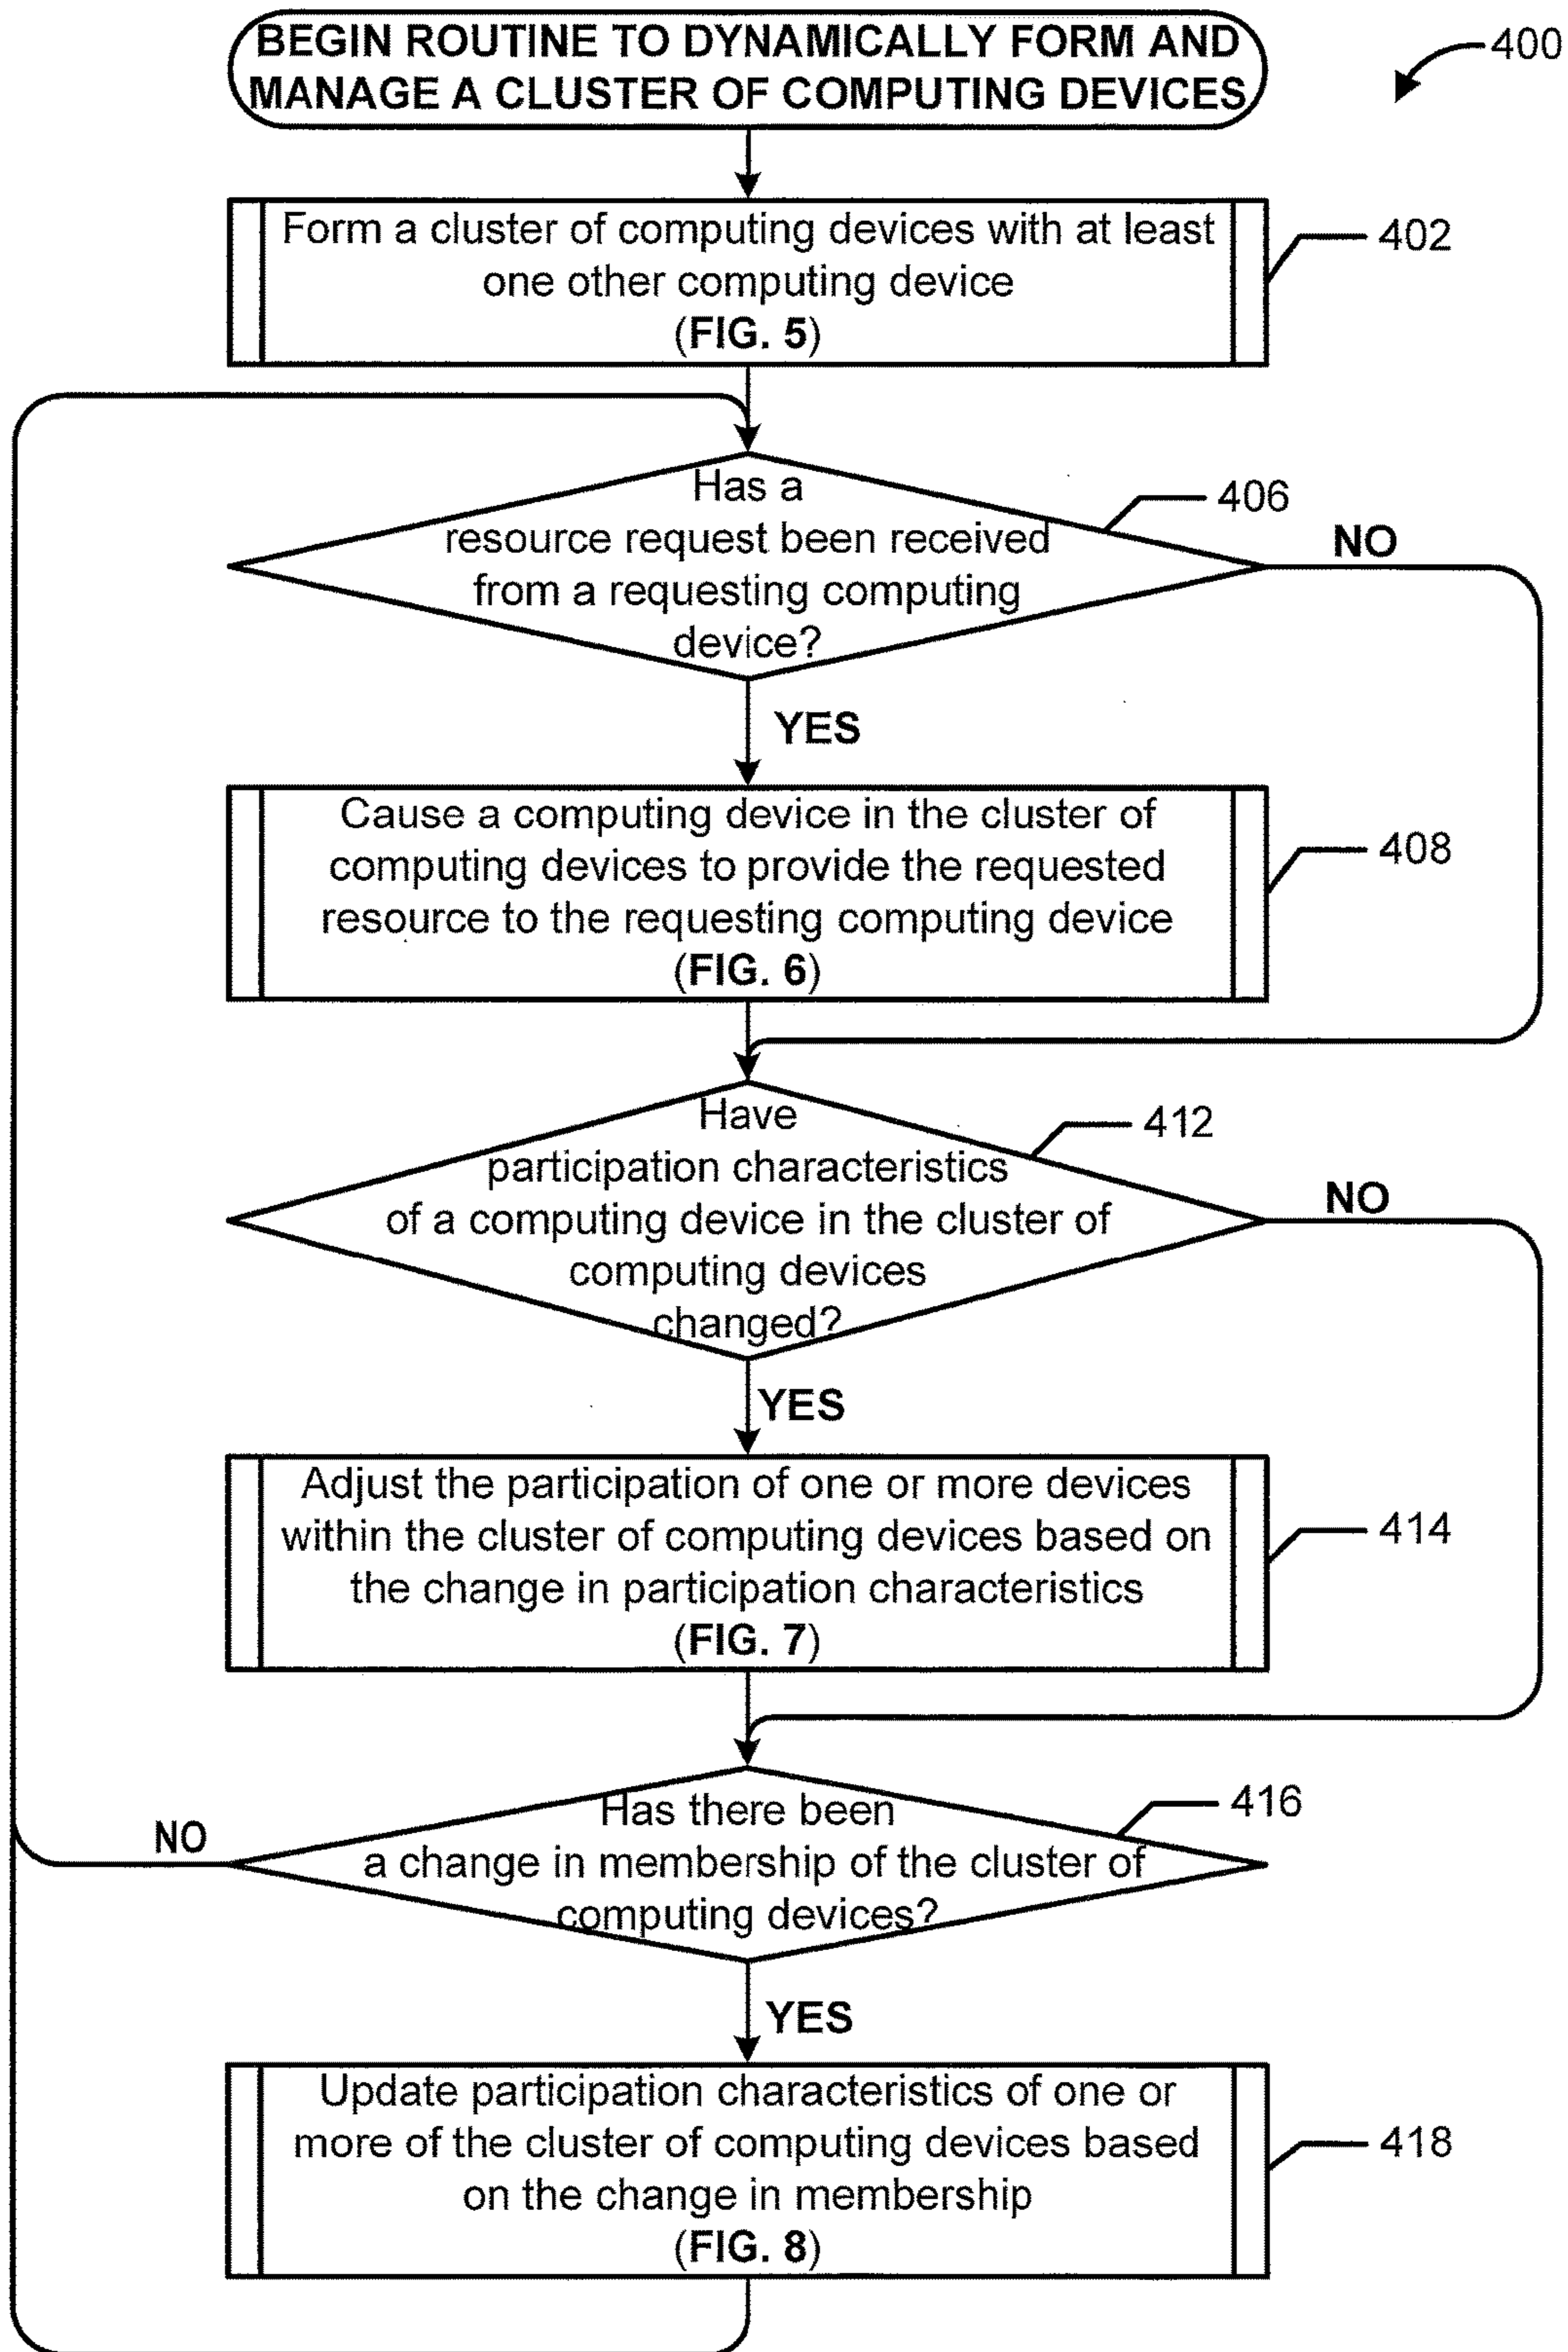 BEGIN ROUTINE TO DYNAMICALLY FORM AND
MANAGE A CLUSTER OF COMPUTING DEVICES
400
Form a cluster of computing devices with at least
one other computing device
(FIG. 5)
402
Has a
resource request been received
from a requesting computing
device?
406
NO
YES
Cause a computing device in the cluster of
computing devices to provide the requested
resource to the requesting computing device
(FIG. 6)
408
Have
participation characteristics
of a computing device in the cluster of
computing devices
changed?
412
NO
YES
Adjust the participation of one or more devices
within the cluster of computing devices based on
the change in participation characteristics
(FIG. 7)
414
Has there been
a change in membership of the cluster of
computing devices?
416
NO
YES
Update participation characteristics of one or
more of the cluster of computing devices based
on the change in membership
(FIG. 8)
418